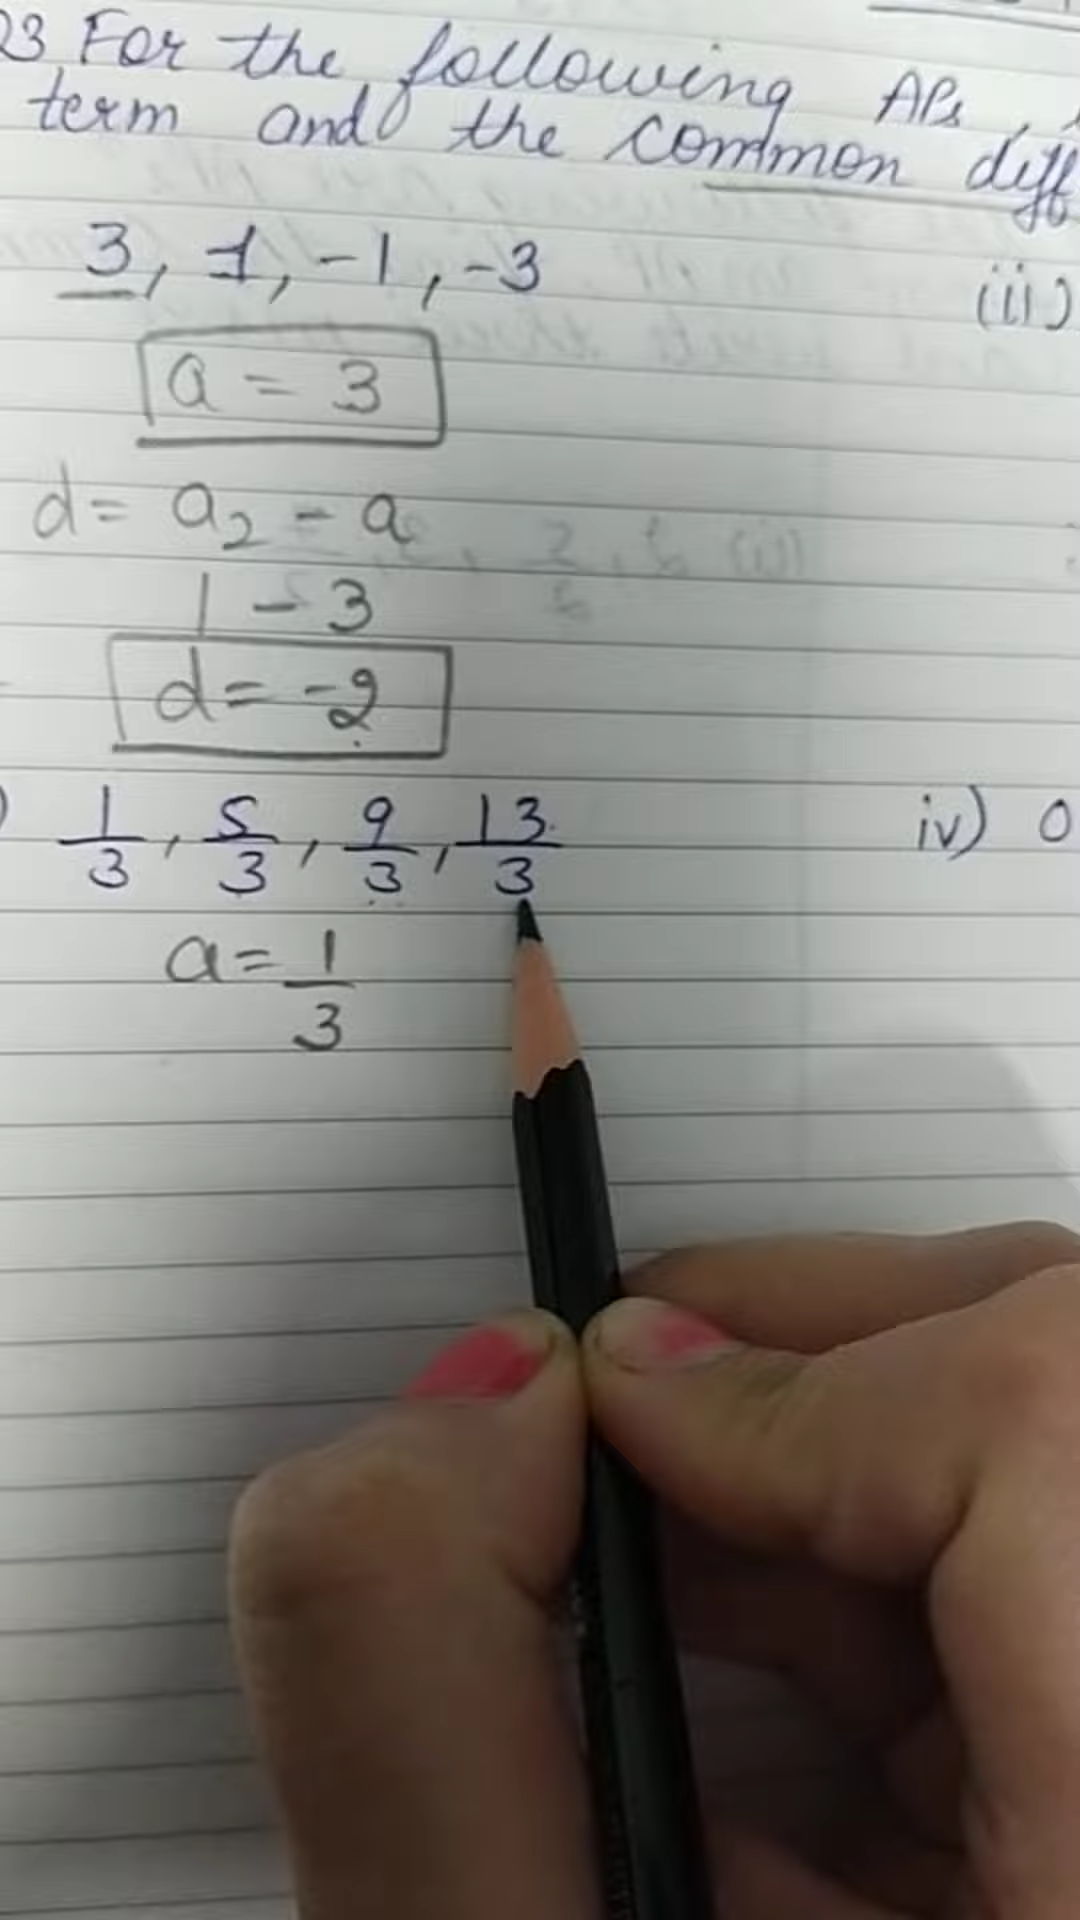 Q3 For the following APs,
term and the common diff
3, 1, -1, -3
(ii)
a = 3
d = a₂ - a
1 - 3
d = -2
) 1/3, 5/3, 9/3, 13/3
iv) 0
a = 1/3